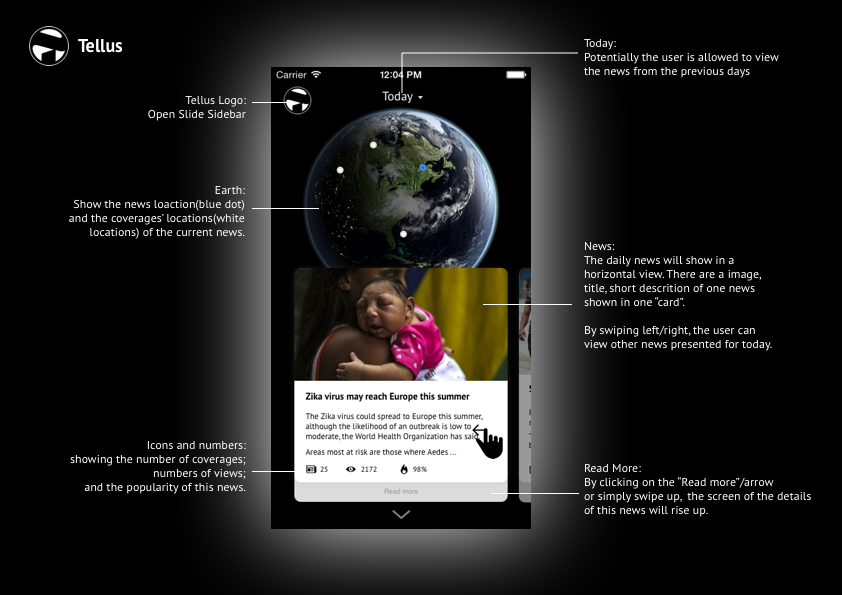 Tellus
Today:
Potentially the user is allowed to view
the news from the previous days
Carrier
12:04 PM
Today
Tellus Logo:
Open Slide Sidebar
Earth:
Show the news loaction(blue dot)
and the coverages' locations(white
locations) of the current news.
News:
The daily news will show in a
horizontal view. There are a image,
title, short descrition of one news
shown in one "card".
By swiping left/right, the user can
view other news presented for today.
Zika virus may reach Europe this summer
The Zika virus could spread to Europe this summer,
although the likelihood of an outbreak is low to
moderate, the World Health Organization has said.
Areas most at risk are those where Aedes ...
25 2172 98%
Read more
Icons and numbers:
showing the number of coverages;
numbers of views;
and the popularity of this news.
Read More:
By clicking on the "Read more"/arrow
or simply swipe up, the screen of the details
of this news will rise up.